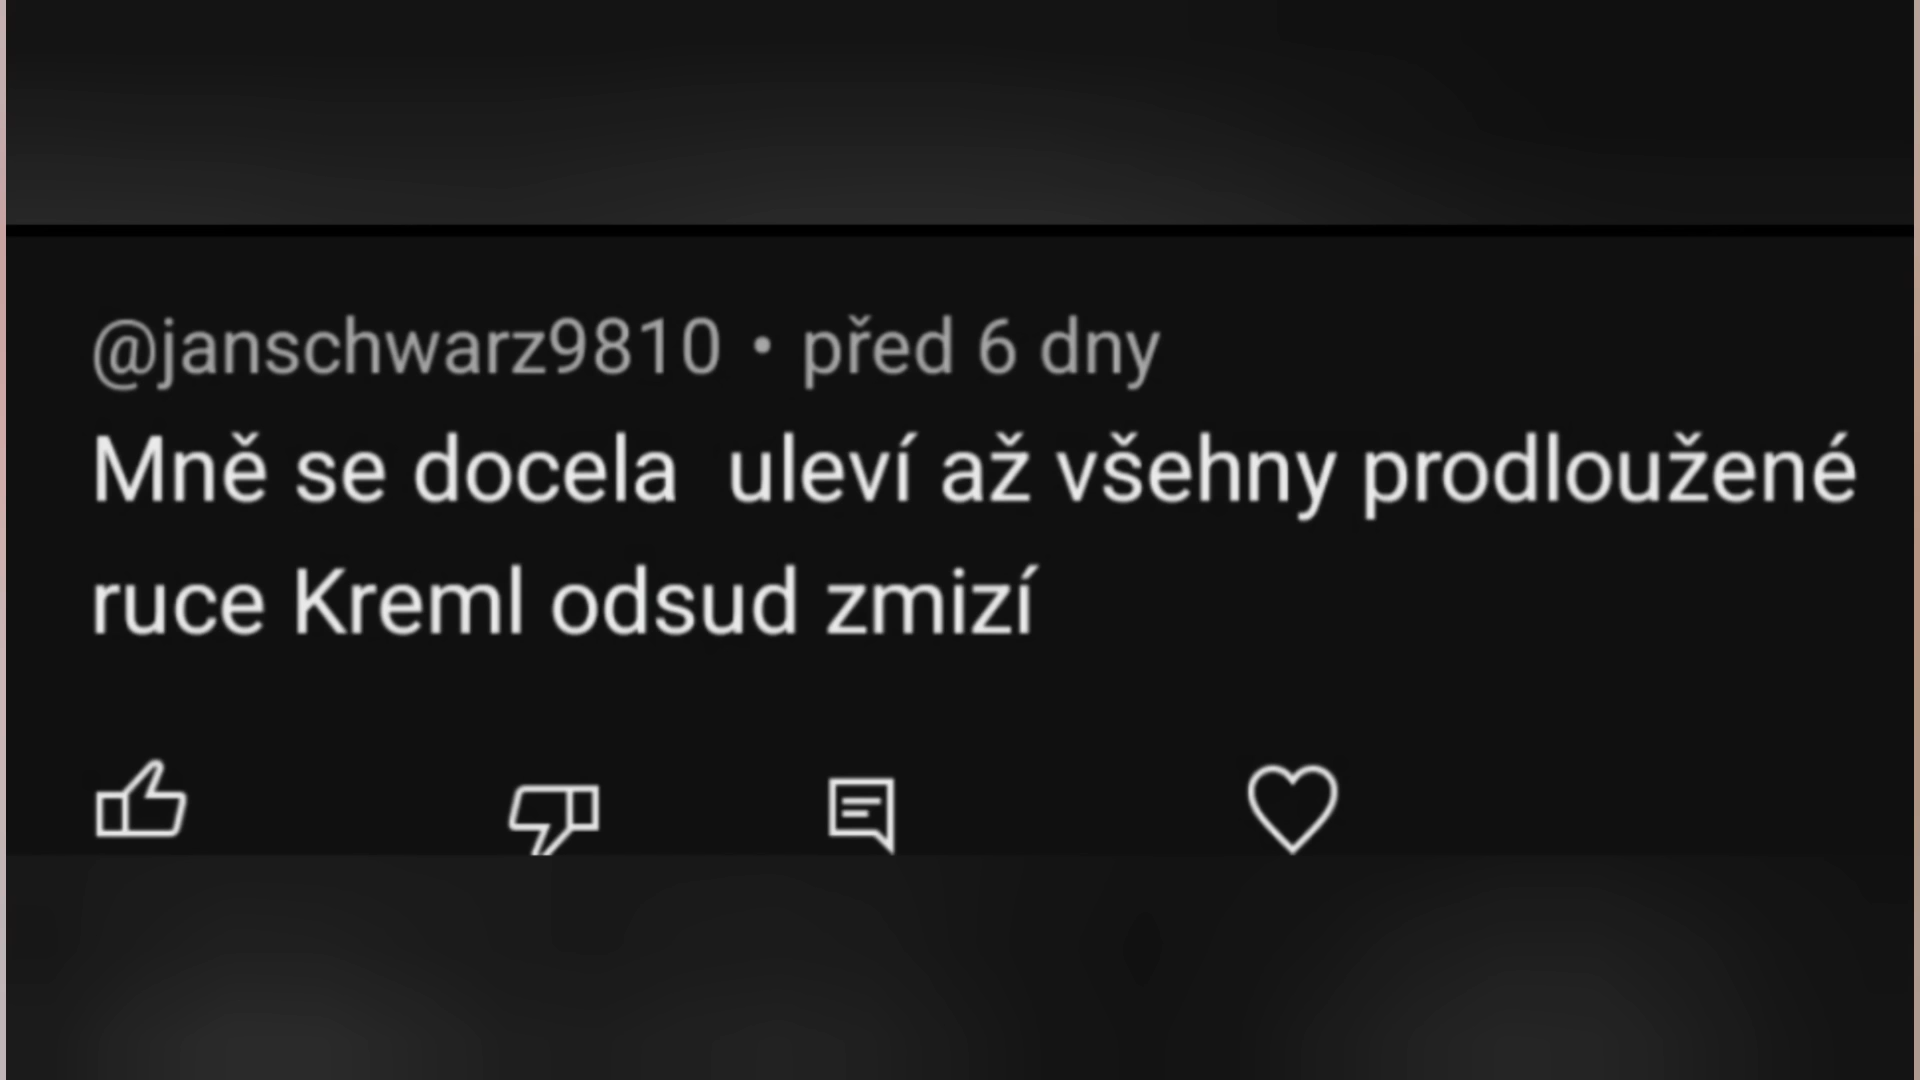 @janschwarz9810 • před 6 dny
Mně se docela  uleví až všehny prodloužené
ruce Kreml odsud zmizí